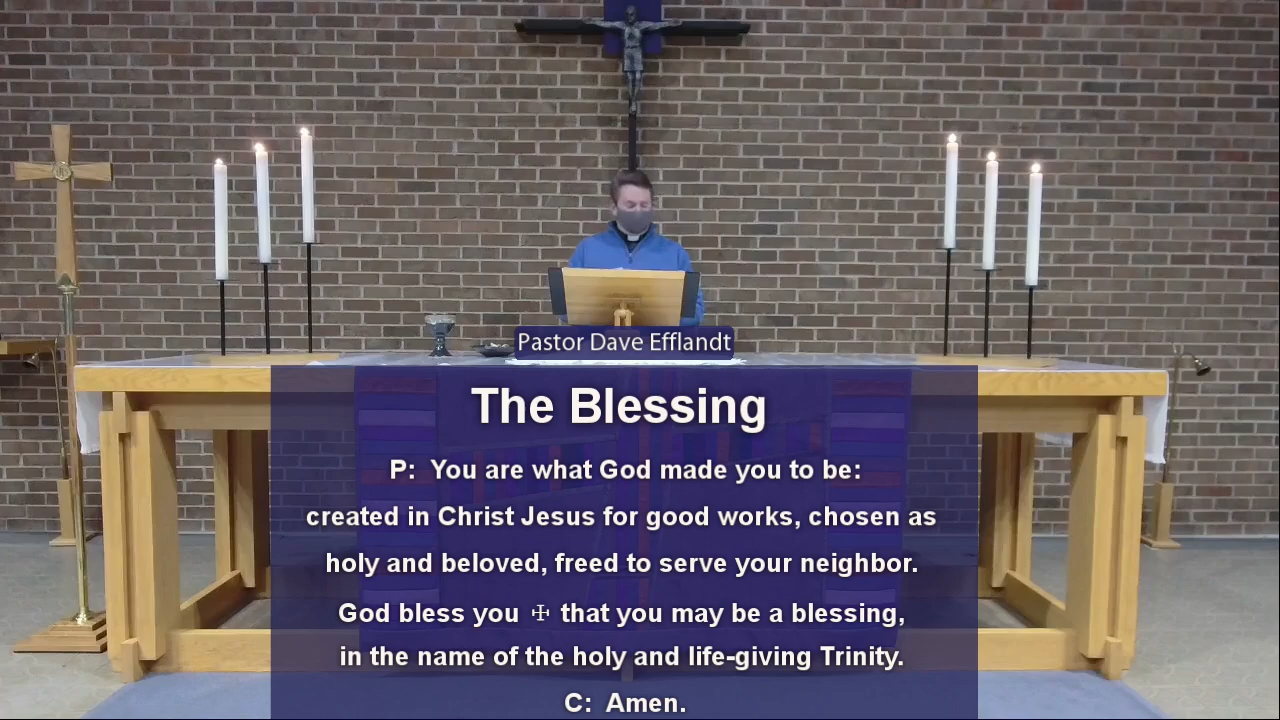 Pastor Dave Efflandt
The Blessing
P: You are what God made you to be:
created in Christ Jesus for good works, chosen as
holy and beloved, freed to serve your neighbor.
God bless you ☩ that you may be a blessing,
in the name of the holy and life-giving Trinity.
C: Amen.